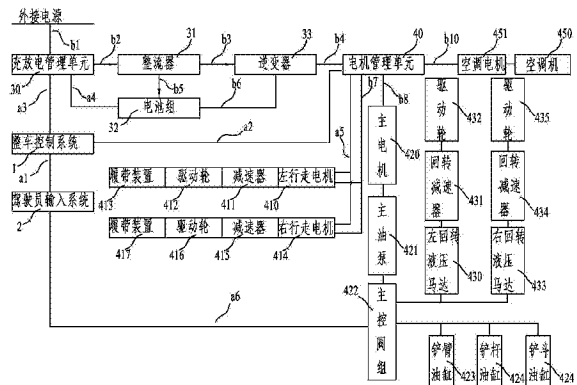 外接电源
b1
充放电管理单元
b2
整流器
31
b3
逆变器
33
b4
电机管理单元
40
b10
空调电机
451
空调机
450
30
a3
a4
b5
电池组
32
b6
b7
b8
a5
a2
整车控制系统
1
a1
驾驶员输入系统
2
履带装置
驱动轮
减速器
左行走电机
413
412
411
410
履带装置
驱动轮
减速器
右行走电机
417
416
415
414
主电机
420
主油泵
421
主控阀组
422
驱动轮
432
回转减速器
431
左回转液压马达
430
驱动轮
435
回转减速器
434
右回转液压马达
433
a6
铲臂油缸
423
铲杆油缸
424
铲斗油缸
424